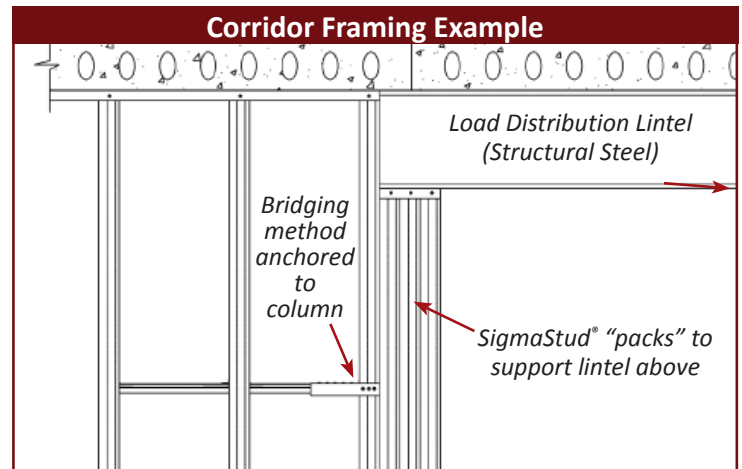 Corridor Framing Example
Load Distribution Lintel
(Structural Steel)
Bridging
method
anchored
to
column
SigmaStud® “packs” to
support lintel above